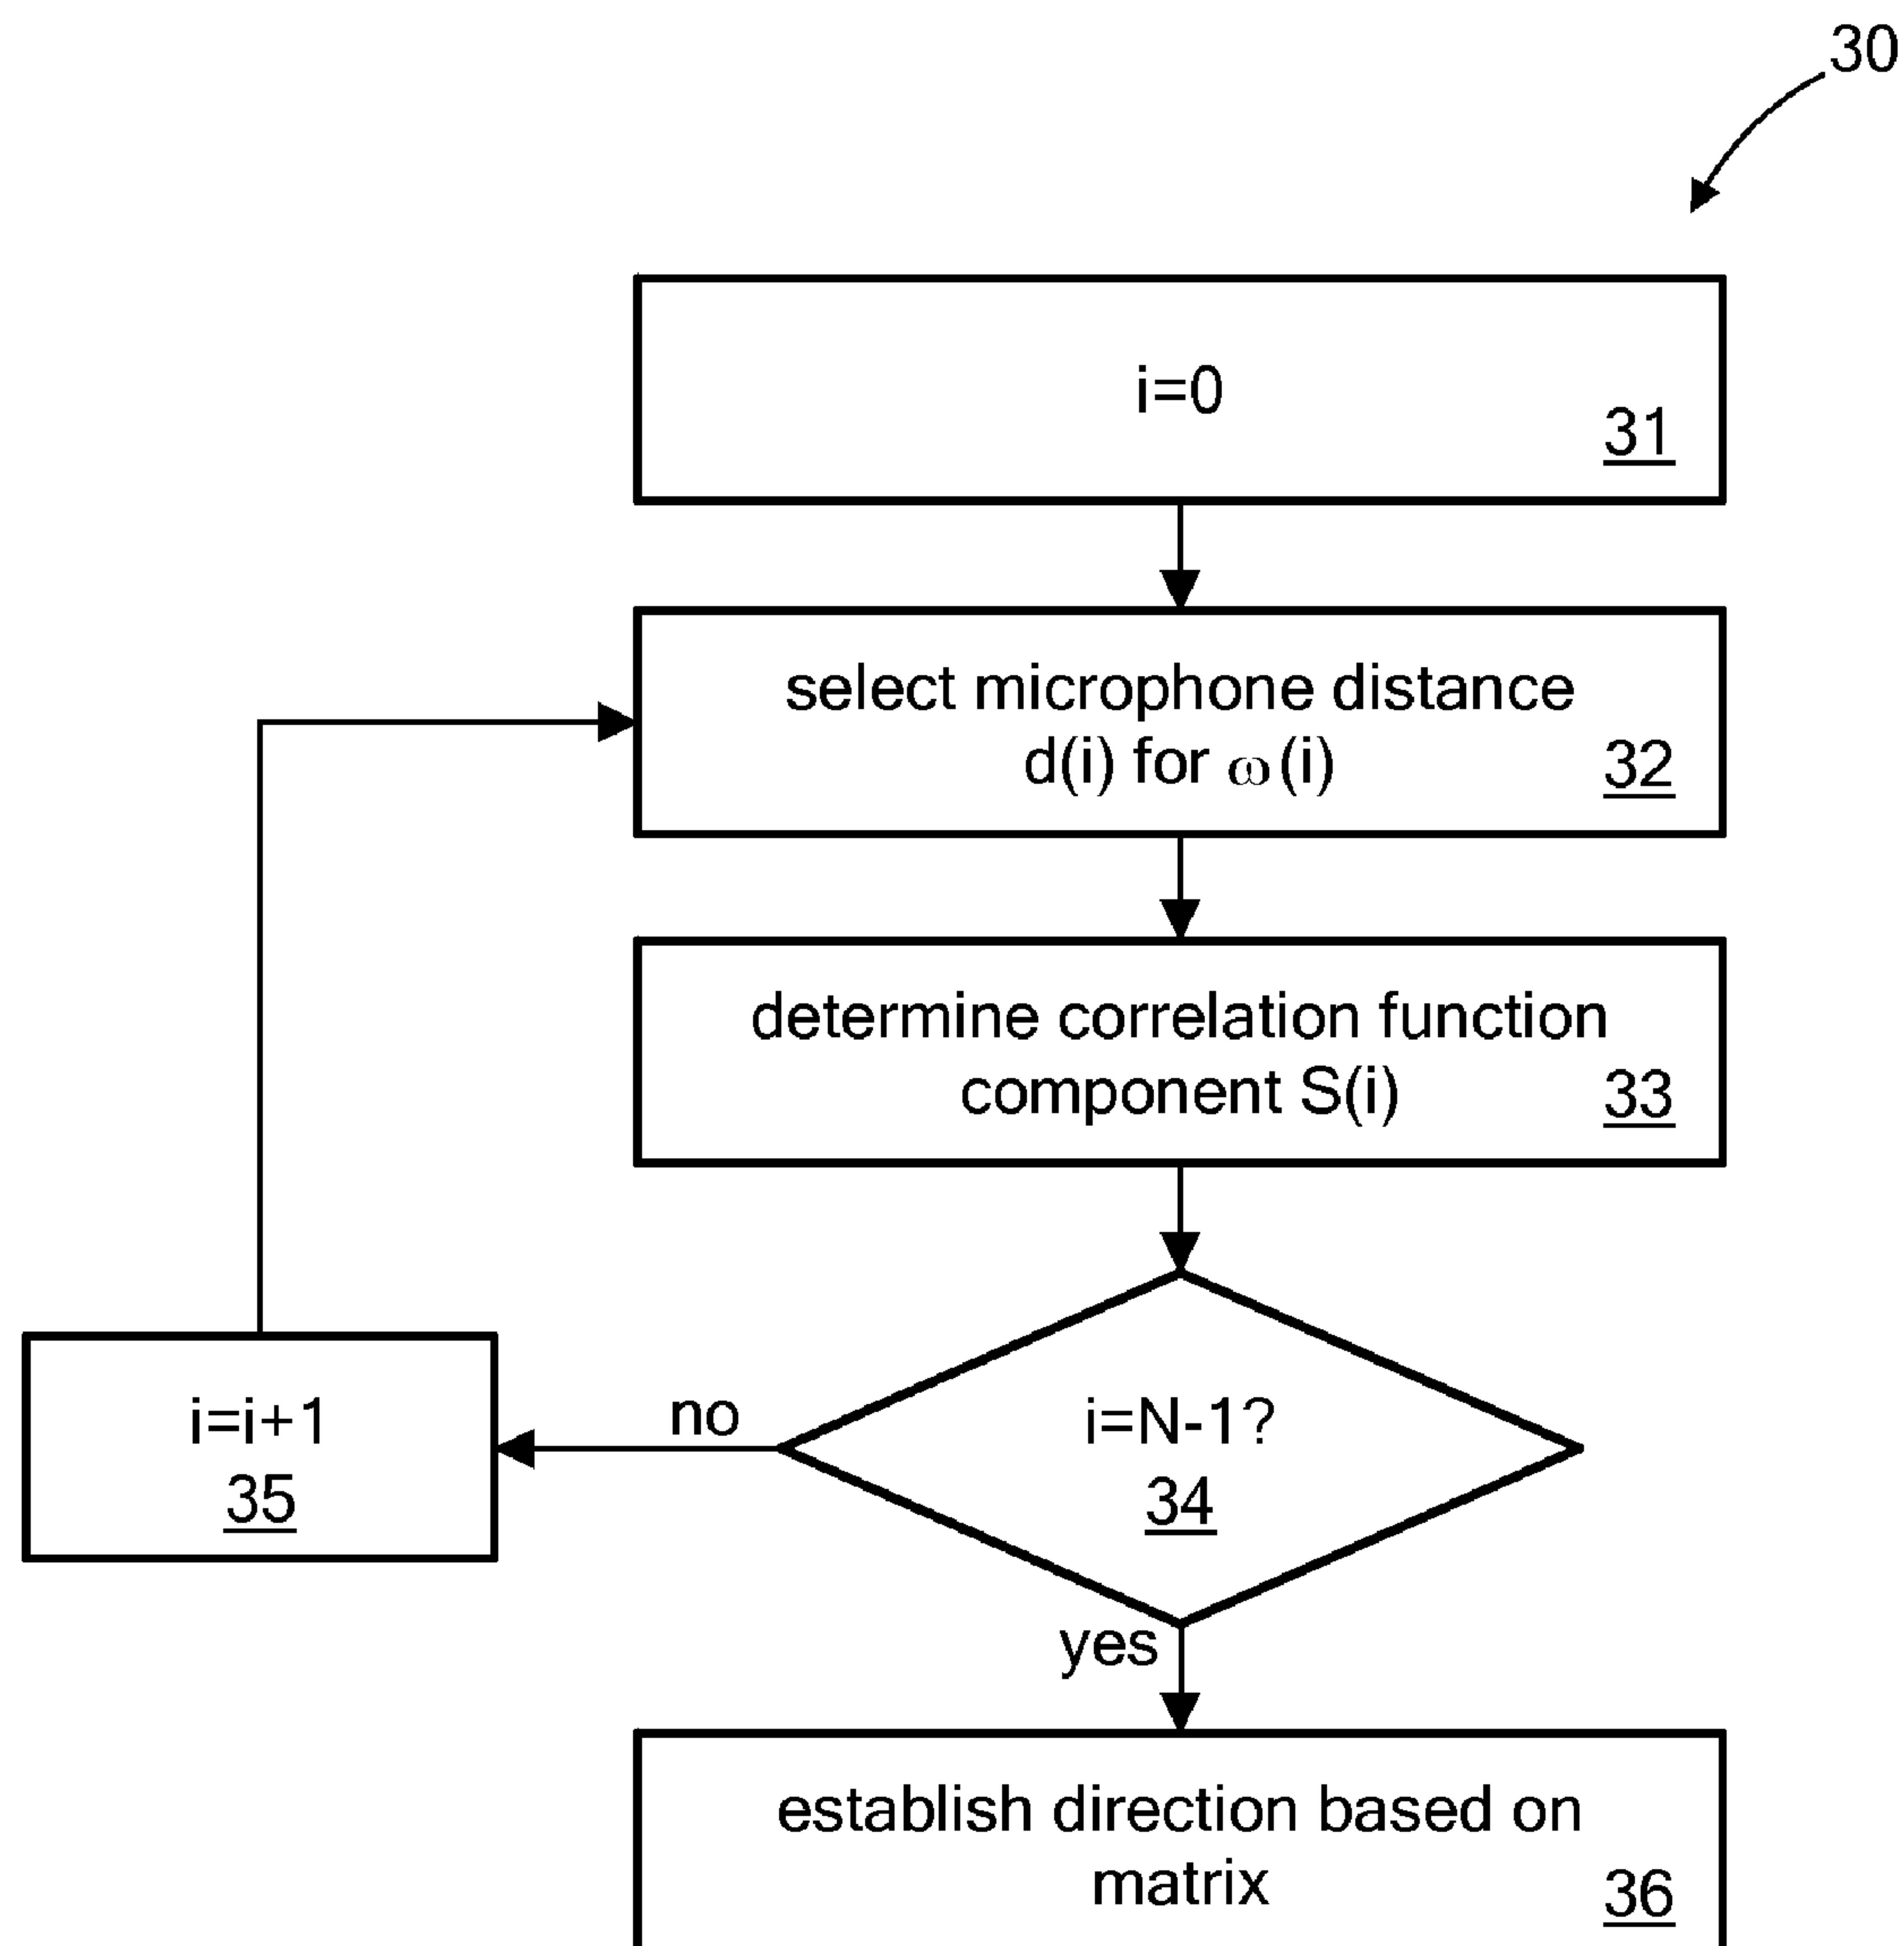 30
i=0
31
select microphone distance
d(i) for ω(i)
32
determine correlation function
component S(i)
33
i=N-1?
34
no
i=i+1
35
yes
establish direction based on
matrix
36